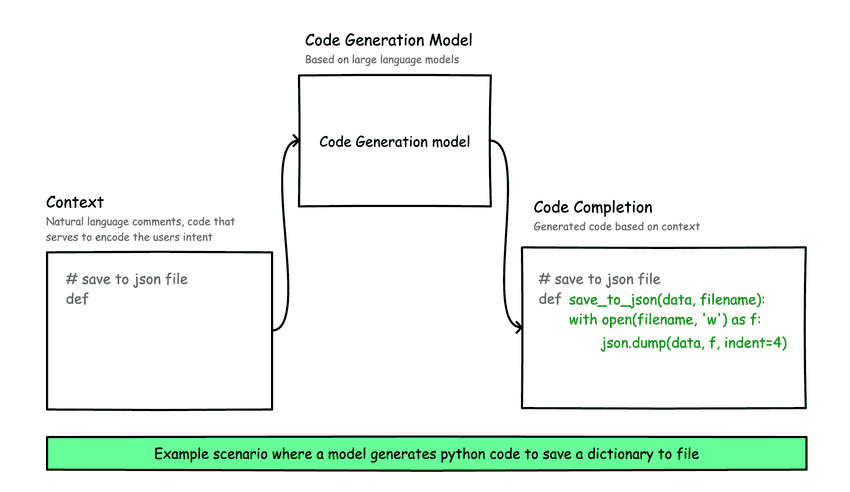 Code Generation Model
Based on large language models
Code Generation model
Context
Natural language comments, code that
serves to encode the users intent
# save to json file
def
Code Completion
Generated code based on context
# save to json file
def save_to_json(data, filename):
with open(filename, 'w') as f:
json.dump(data, f, indent=4)
Example scenario where a model generates python code to save a dictionary to file